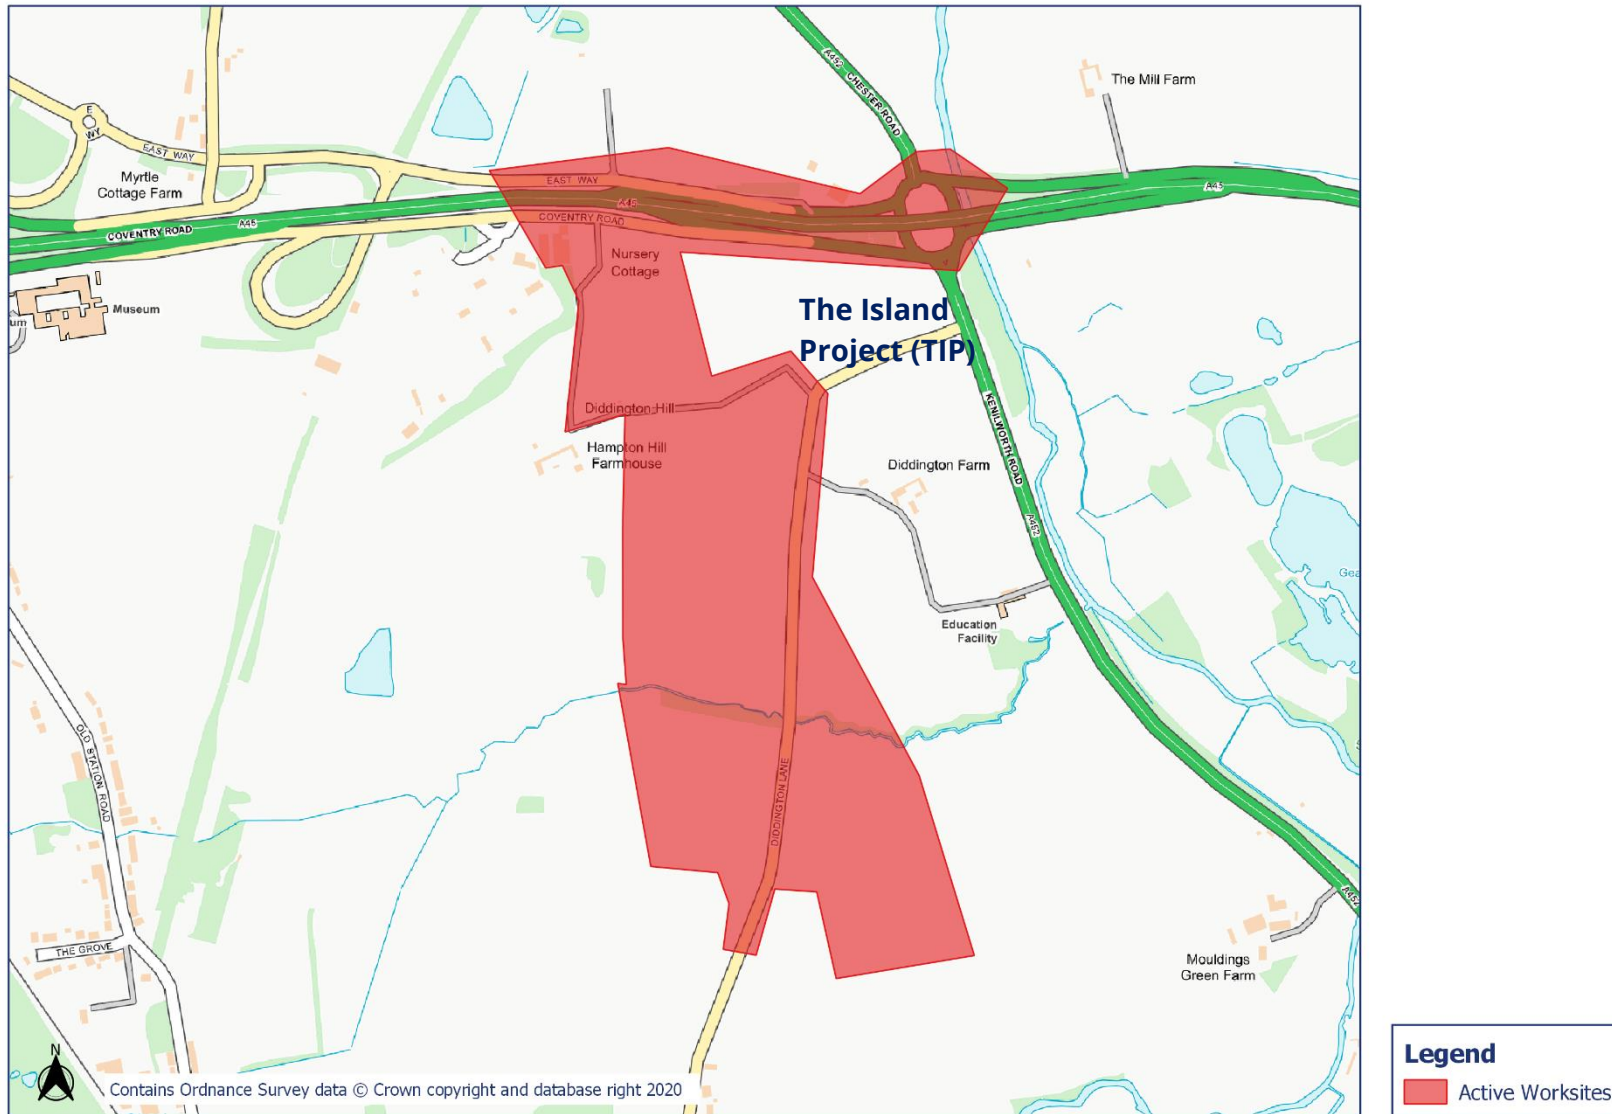 A452 CHESTER ROAD
The Mill Farm
E
WY
EAST WAY
Myrtle
Cottage Farm
EAST WAY
A45
A45
COVENTRY ROAD
COVENTRY ROAD
A45
Nursery
Cottage
Museum
um
The Island
Project (TIP)
Diddington Hill
KENILWORTH ROAD
Hampton Hill
Farmhouse
Diddington Farm
A452
Gea
Education
Facility
OLD STATION ROAD
DIDDINGTON LANE
A452
THE GROVE
Mouldings
Green Farm
N
Contains Ordnance Survey data © Crown copyright and database right 2020
Legend
Active Worksites